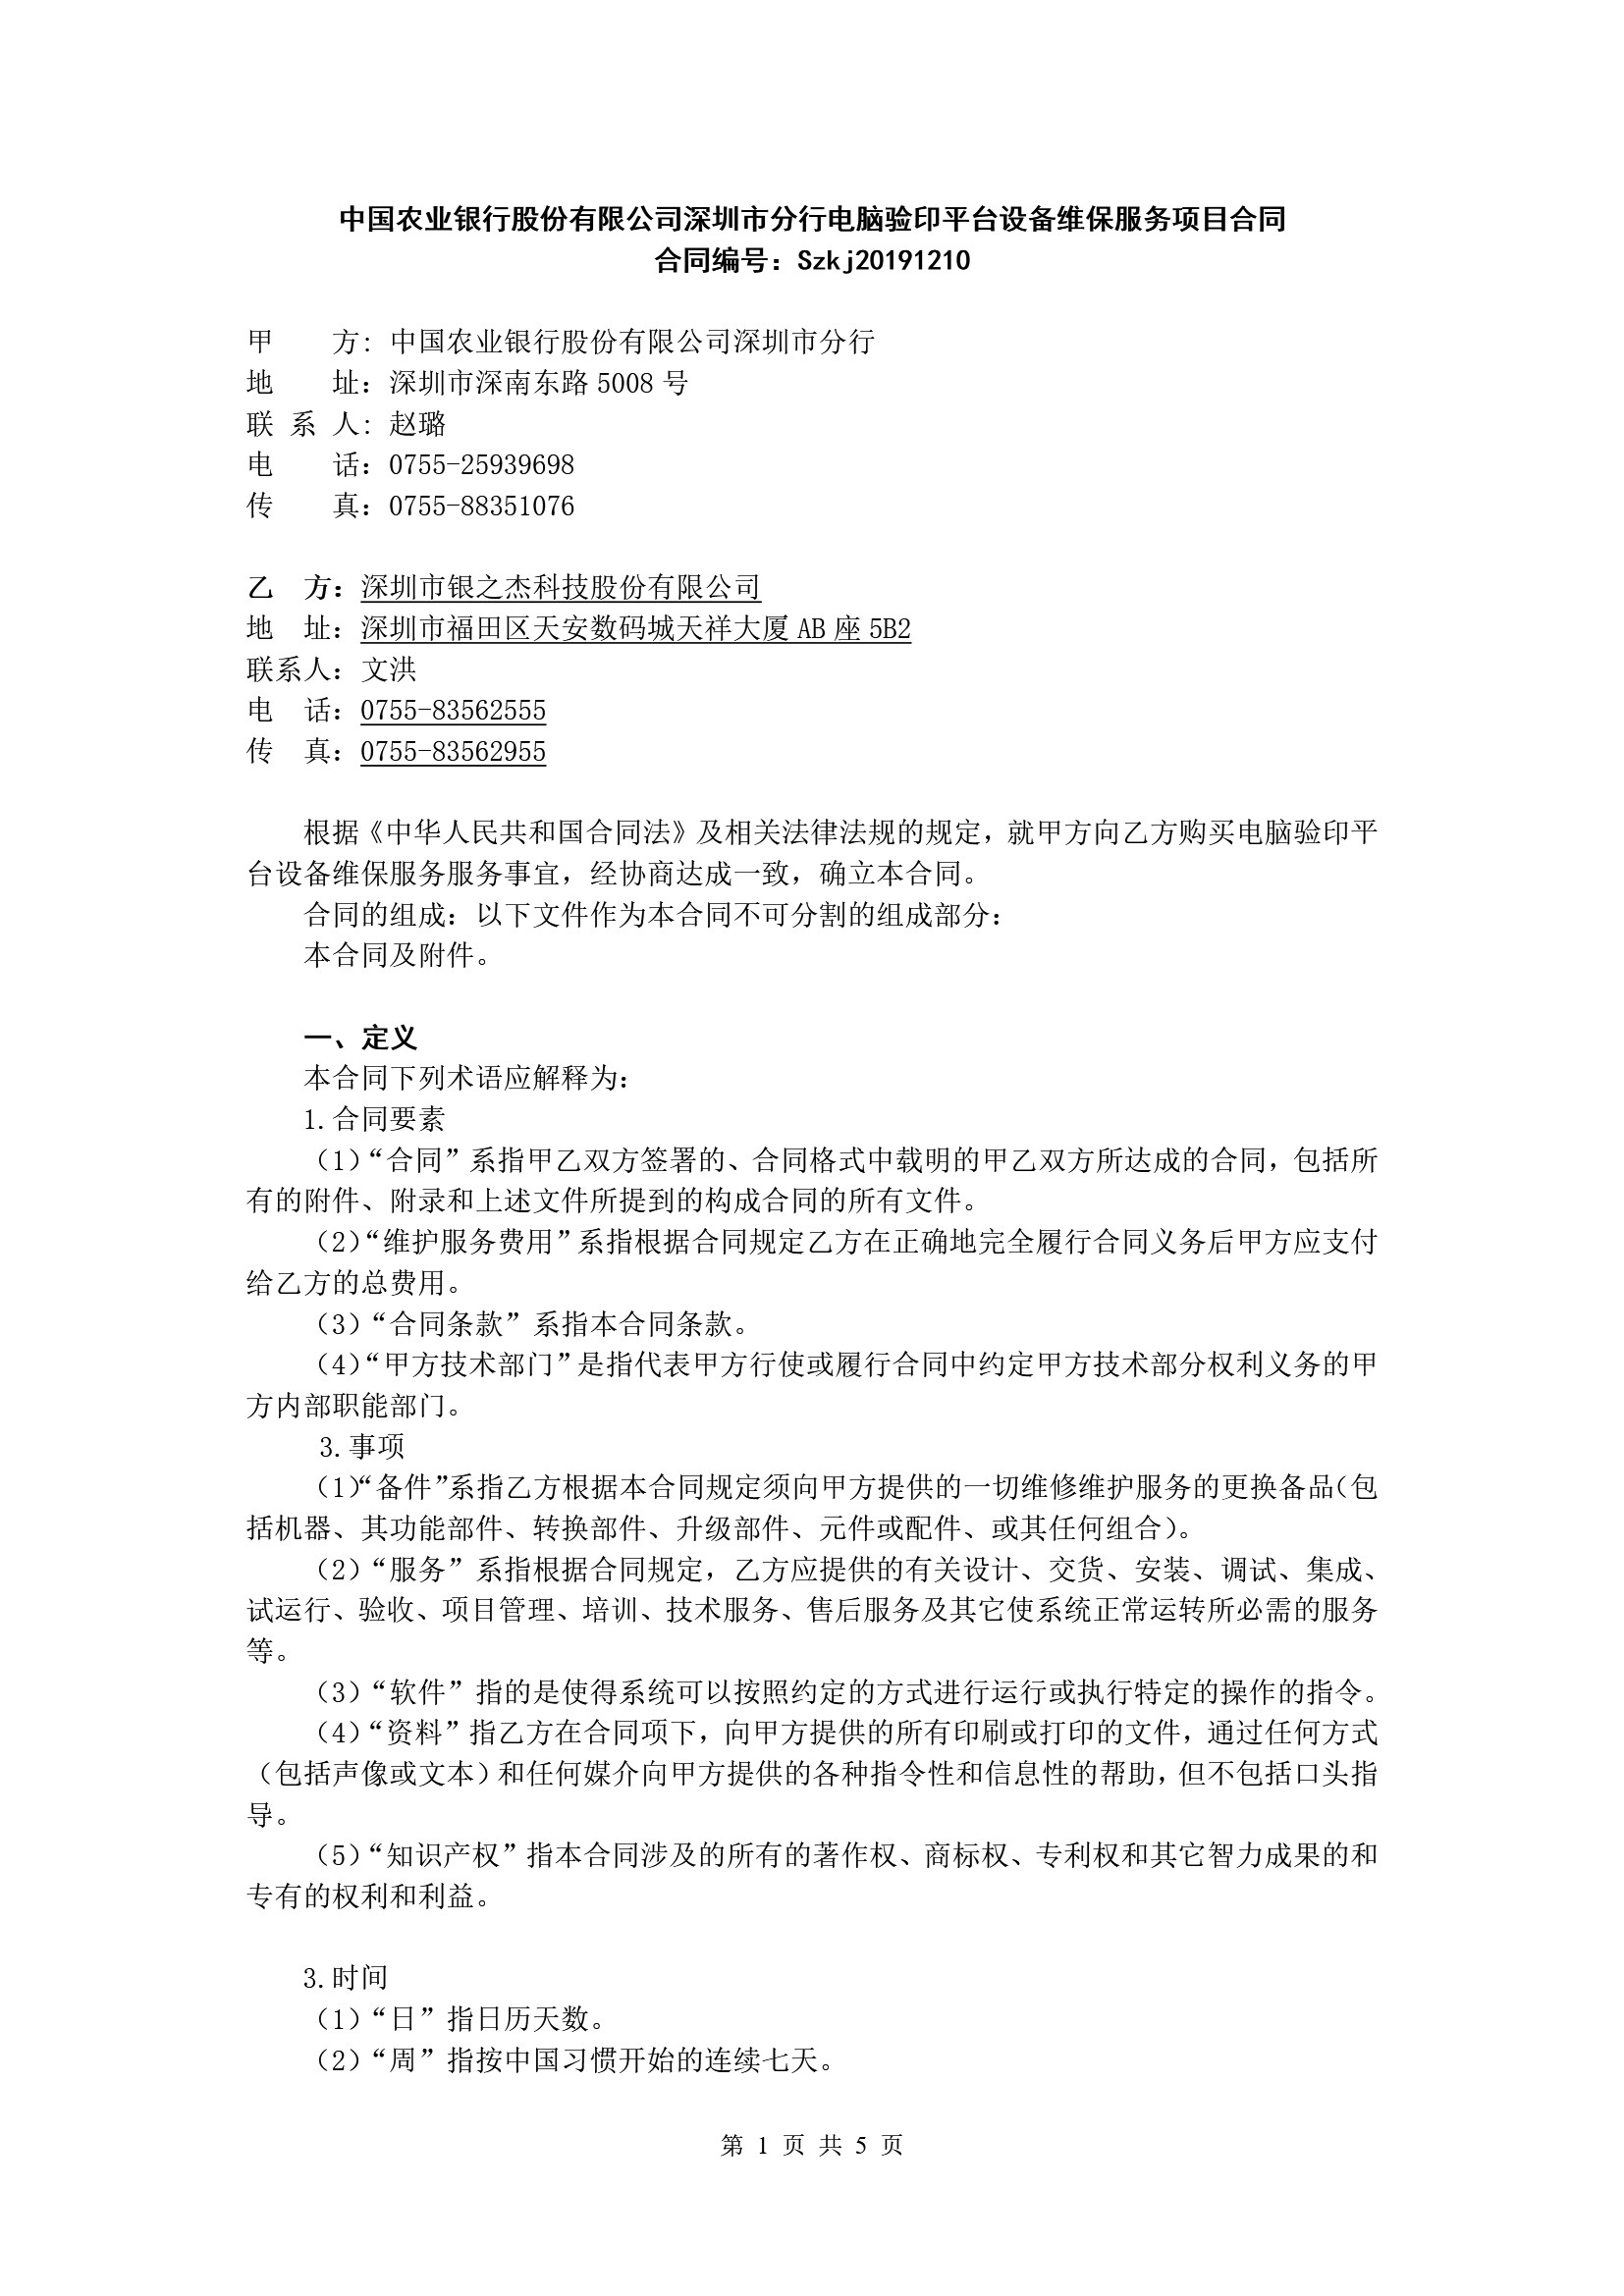 中国农业银行股份有限公司深圳市分行电脑验印平台设备维保服务项目合同
合同编号：Szkj20191210
甲　　方：中国农业银行股份有限公司深圳市分行
地　　址：深圳市深南东路 5008 号
联 系 人：赵璐
电　　话：0755-25939698
传　　真：0755-88351076
乙　方：深圳市银之杰科技股份有限公司
地　址：深圳市福田区天安数码城天祥大厦 AB 座 5B2
联系人：文洪
电　话：0755-83562555
传　真：0755-83562955
根据《中华人民共和国合同法》及相关法律法规的规定，就甲方向乙方购买电脑验印平
台设备维保服务服务事宜，经协商达成一致，确立本合同。
合同的组成：以下文件作为本合同不可分割的组成部分：
本合同及附件。
一、定义
本合同下列术语应解释为：
1.合同要素
（1）“合同”系指甲乙双方签署的、合同格式中载明的甲乙双方所达成的合同，包括所
有的附件、附录和上述文件所提到的构成合同的所有文件。
（2）“维护服务费用”系指根据合同规定乙方在正确地完全履行合同义务后甲方应支付
给乙方的总费用。
（3）“合同条款”系指本合同条款。
（4）“甲方技术部门”是指代表甲方行使或履行合同中约定甲方技术部分权利义务的甲
方内部职能部门。
3.事项
（1）“备件”系指乙方根据本合同规定须向甲方提供的一切维修维护服务的更换备品（包
括机器、其功能部件、转换部件、升级部件、元件或配件、或其任何组合）。
（2）“服务”系指根据合同规定，乙方应提供的有关设计、交货、安装、调试、集成、
试运行、验收、项目管理、培训、技术服务、售后服务及其它使系统正常运转所必需的服务
等。
（3）“软件”指的是使得系统可以按照约定的方式进行运行或执行特定的操作的指令。
（4）“资料”指乙方在合同项下，向甲方提供的所有印刷或打印的文件，通过任何方式
（包括声像或文本）和任何媒介向甲方提供的各种指令性和信息性的帮助，但不包括口头指
导。
（5）“知识产权”指本合同涉及的所有的著作权、商标权、专利权和其它智力成果的和
专有的权利和利益。
3.时间
（1）“日”指日历天数。
（2）“周”指按中国习惯开始的连续七天。
第 1 页 共 5 页